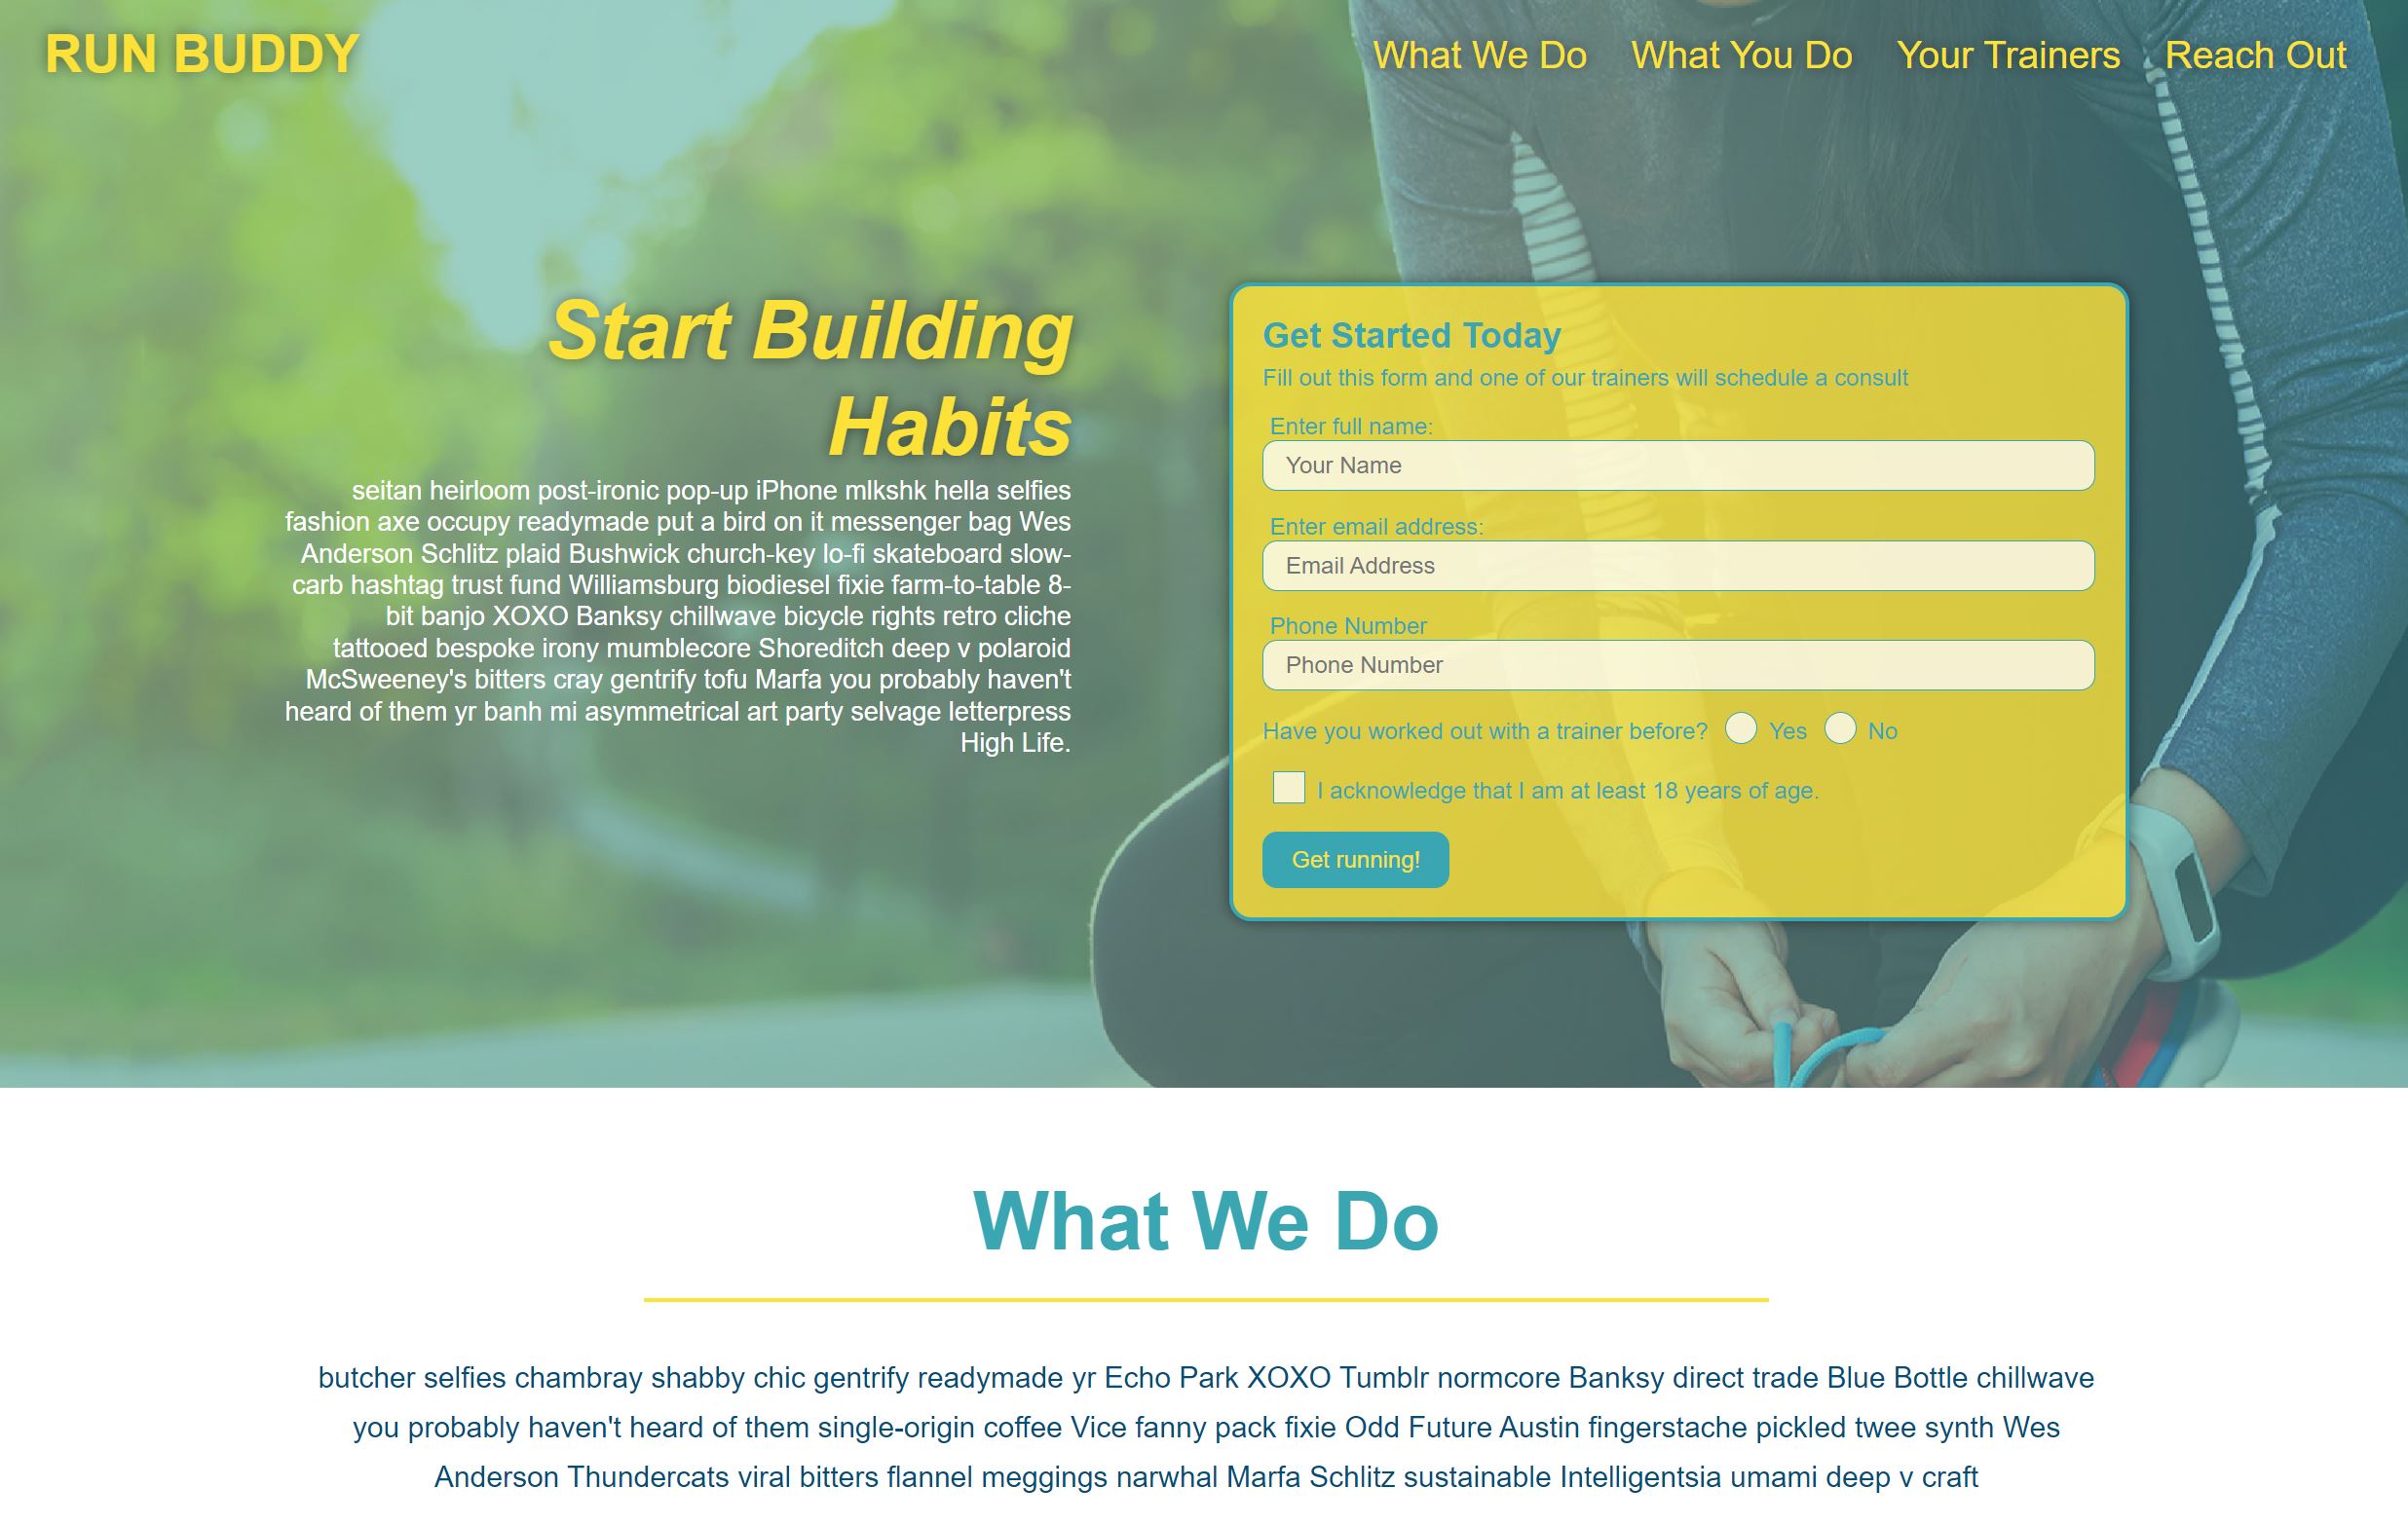 RUN BUDDY
What We Do
What You Do
Your Trainers
Reach Out
Start Building
Habits
seitan heirloom post-ironic pop-up iPhone mlkshk hella selfies
fashion axe occupy readymade put a bird on it messenger bag Wes
Anderson Schlitz plaid Bushwick church-key lo-fi skateboard slow-
carb hashtag trust fund Williamsburg biodiesel fixie farm-to-table 8-
bit banjo XOXO Banksy chillwave bicycle rights retro cliche
tattooed bespoke irony mumblecore Shoreditch deep v polaroid
McSweeney's bitters cray gentrify tofu Marfa you probably haven't
heard of them yr banh mi asymmetrical art party selvage letterpress
High Life.
Get Started Today
Fill out this form and one of our trainers will schedule a consult
Enter full name:
Your Name
Enter email address:
Email Address
Phone Number
Phone Number
Have you worked out with a trainer before? Yes No
I acknowledge that I am at least 18 years of age.
Get running!
What We Do
butcher selfies chambray shabby chic gentrify readymade yr Echo Park XOXO Tumblr normcore Banksy direct trade Blue Bottle chillwave
you probably haven't heard of them single-origin coffee Vice fanny pack fixie Odd Future Austin fingerstache pickled twee synth Wes
Anderson Thundercats viral bitters flannel meggings narwhal Marfa Schlitz sustainable Intelligentsia umami deep v craft